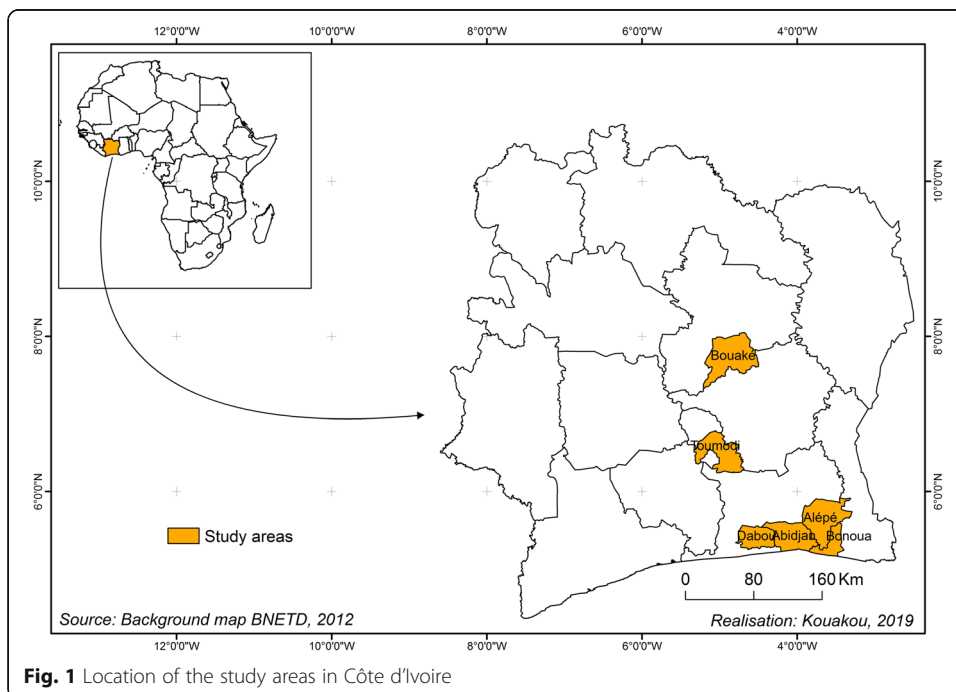 12°0'0"W 10°0'0"W 8°0'0"W 6°0'0"W 4°0'0"W
10°0'0"N 10°0'0"N
8°0'0"N 8°0'0"N
6°0'0"N 6°0'0"N
Bouaké
Toumodi
Alépé
Dabou Abidjan Bonoua
Study areas
0 80 160 Km
Source: Background map BNETD, 2012 Realisation: Kouakou, 2019
12°0'0"W 10°0'0"W 8°0'0"W 6°0'0"W 4°0'0"W
Fig. 1 Location of the study areas in Côte d'Ivoire